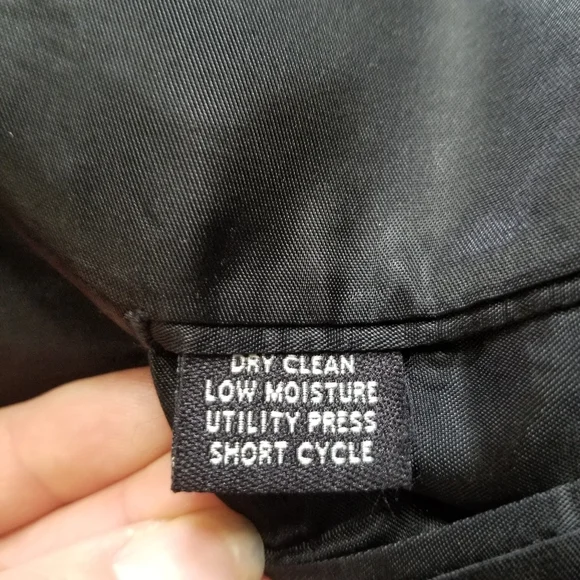 DRY CLEAN
LOW MOISTURE
UTILITY PRESS
SHORT CYCLE